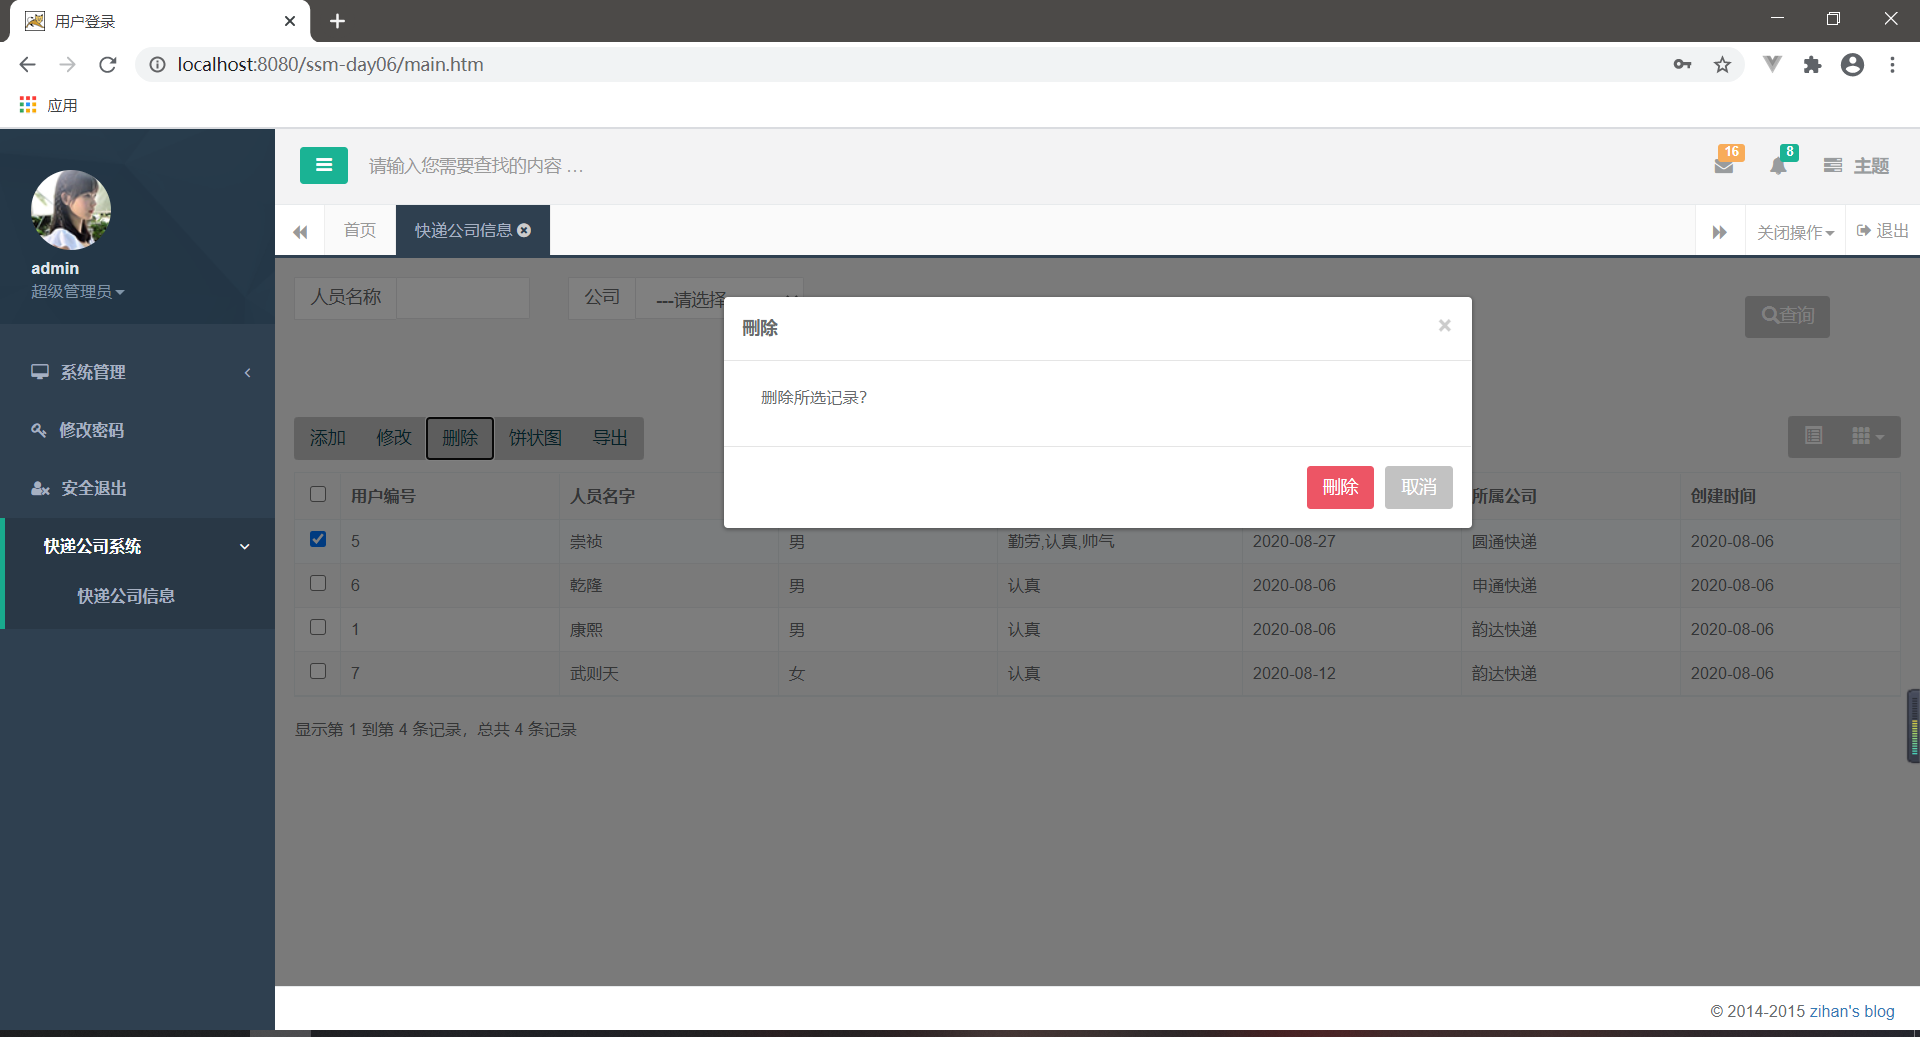 用户登录
localhost:8080/ssm-day06/main.htm
应用
请输入您需要查找的内容 …
16
8
主题
首页
快递公司信息
关闭操作
退出
admin
超级管理员
系统管理
修改密码
安全退出
快递公司系统
快递公司信息
人员名称
公司
---请选择
查询
刪除
×
删除所选记录?
刪除
取消
添加
修改
删除
饼状图
导出
用户编号 人员名字 所属公司 创建时间
5 崇祯 男 勤劳,认真,帅气 2020-08-27 圆通快递 2020-08-06
6 乾隆 男 认真 2020-08-06 申通快递 2020-08-06
1 康熙 男 认真 2020-08-06 韵达快递 2020-08-06
7 武则天 女 认真 2020-08-12 韵达快递 2020-08-06
显示第 1 到第 4 条记录，总共 4 条记录
© 2014-2015 zihan's blog